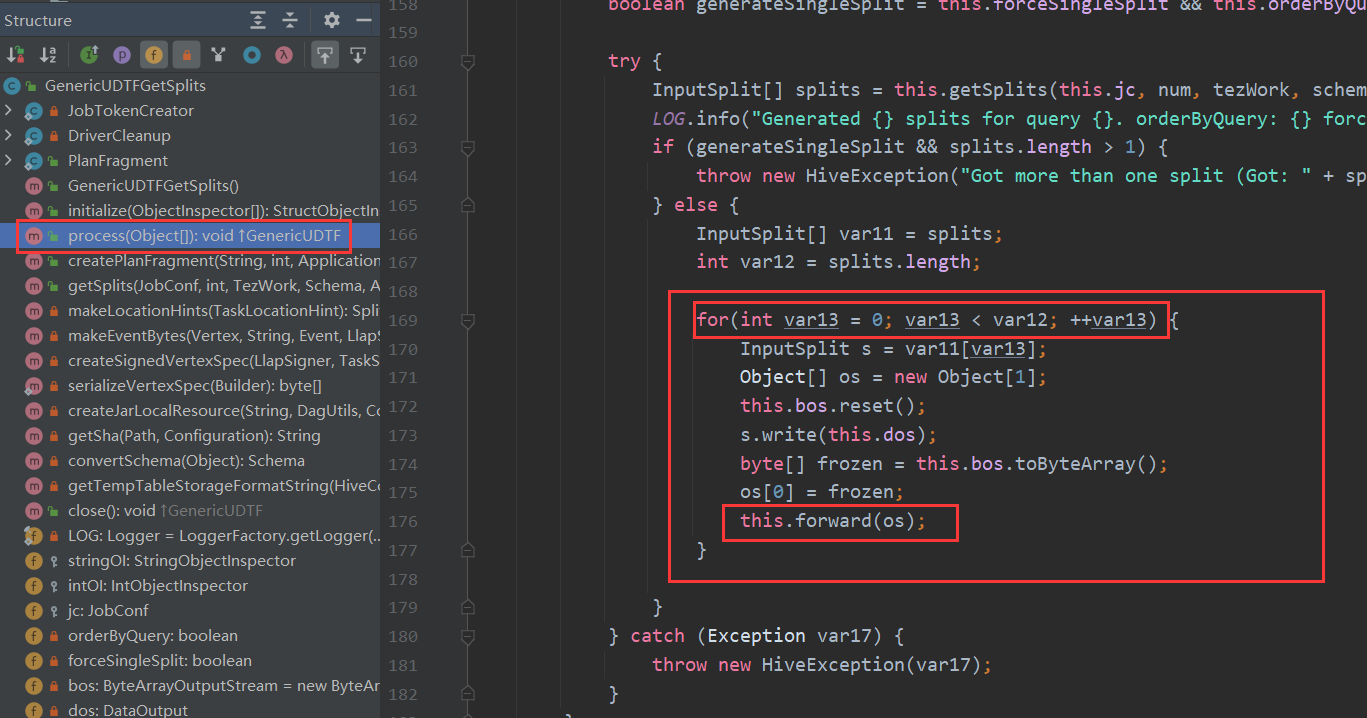 Structure
GenericUDTFGetSplits
JobTokenCreator
DriverCleanup
PlanFragment
GenericUDTFGetSplits()
initialize(ObjectInspector[]): StructObjectIn
process(Object[]): void ↑GenericUDTF
createPlanFragment(String, int, Application
getSplits(JobConf, int, TezWork, Schema, A
makeLocationHints(TaskLocationHint): Spli
makeEventBytes(Vertex, String, Event, LlapS
createSignedVertexSpec(LlapSigner, TaskS
serializeVertexSpec(Builder): byte[]
createJarLocalResource(String, DagUtils, Co
getSha(Path, Configuration): String
convertSchema(Object): Schema
getTempTableStorageFormatString(HiveCo
close(): void ↑GenericUDTF
LOG: Logger = LoggerFactory.getLogger(...
stringOI: StringObjectInspector
intOI: IntObjectInspector
jc: JobConf
orderByQuery: boolean
forceSingleSplit: boolean
bos: ByteArrayOutputStream = new ByteAr
dos: DataOutput
158 boolean generateSingleSplit = this.forceSingleSplit && this.orderByQu
159
160 try {
161 InputSplit[] splits = this.getSplits(this.jc, num, tezWork, schem
162 LOG.info("Generated {} splits for query {}. orderByQuery: {} forc
163 if (generateSingleSplit && splits.length > 1) {
164 throw new HiveException("Got more than one split (Got: " + sp
165 } else {
166 InputSplit[] var11 = splits;
167 int var12 = splits.length;
168
169 for(int var13 = 0; var13 < var12; ++var13) {
170 InputSplit s = var11[var13];
171 Object[] os = new Object[1];
172 this.bos.reset();
173 s.write(this.dos);
174 byte[] frozen = this.bos.toByteArray();
175 os[0] = frozen;
176 this.forward(os);
177 }
178
179 }
180 } catch (Exception var17) {
181 throw new HiveException(var17);
182 }